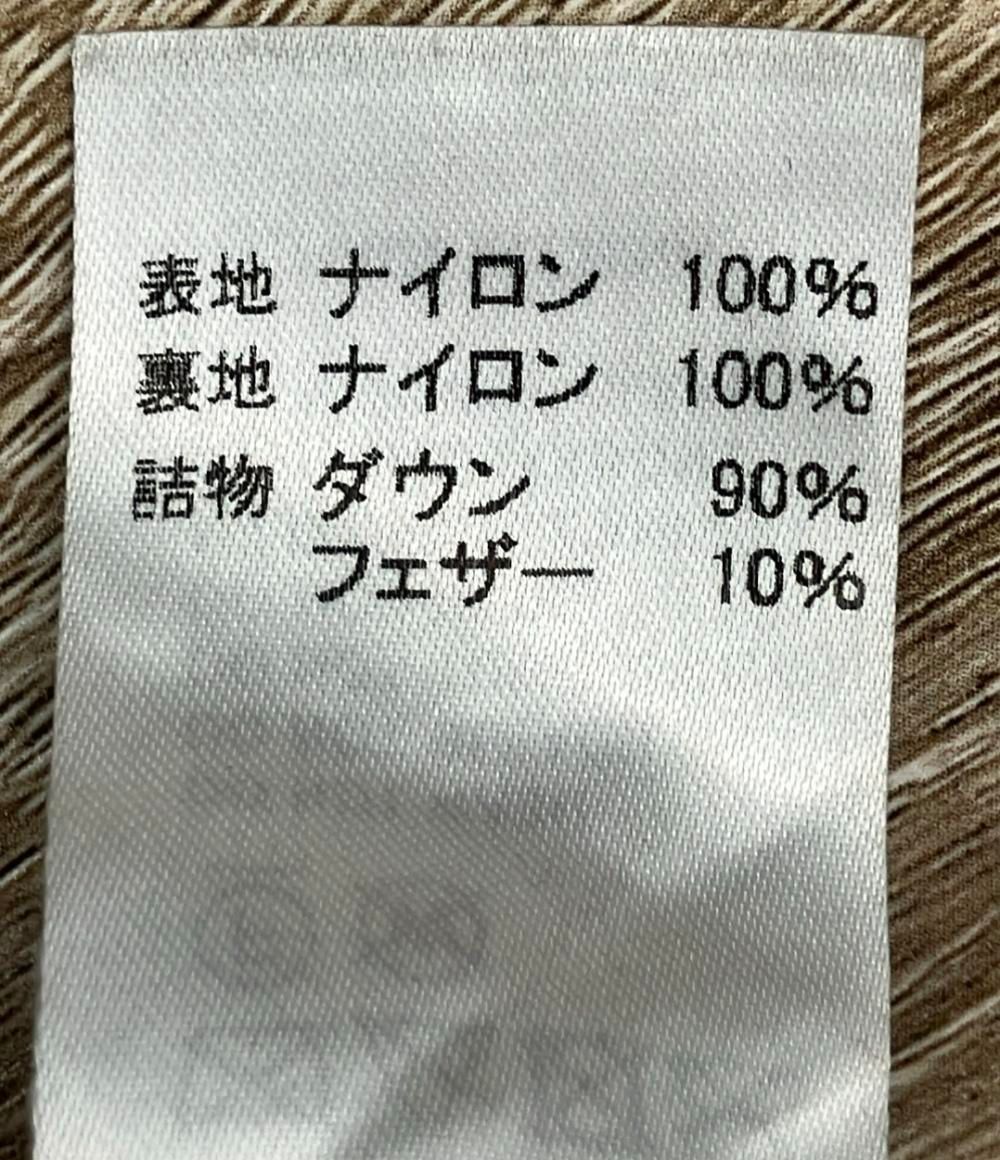 表地 ナイロン 100%
裏地 ナイロン 100%
詰物 ダウン 90%
フェザー 10%